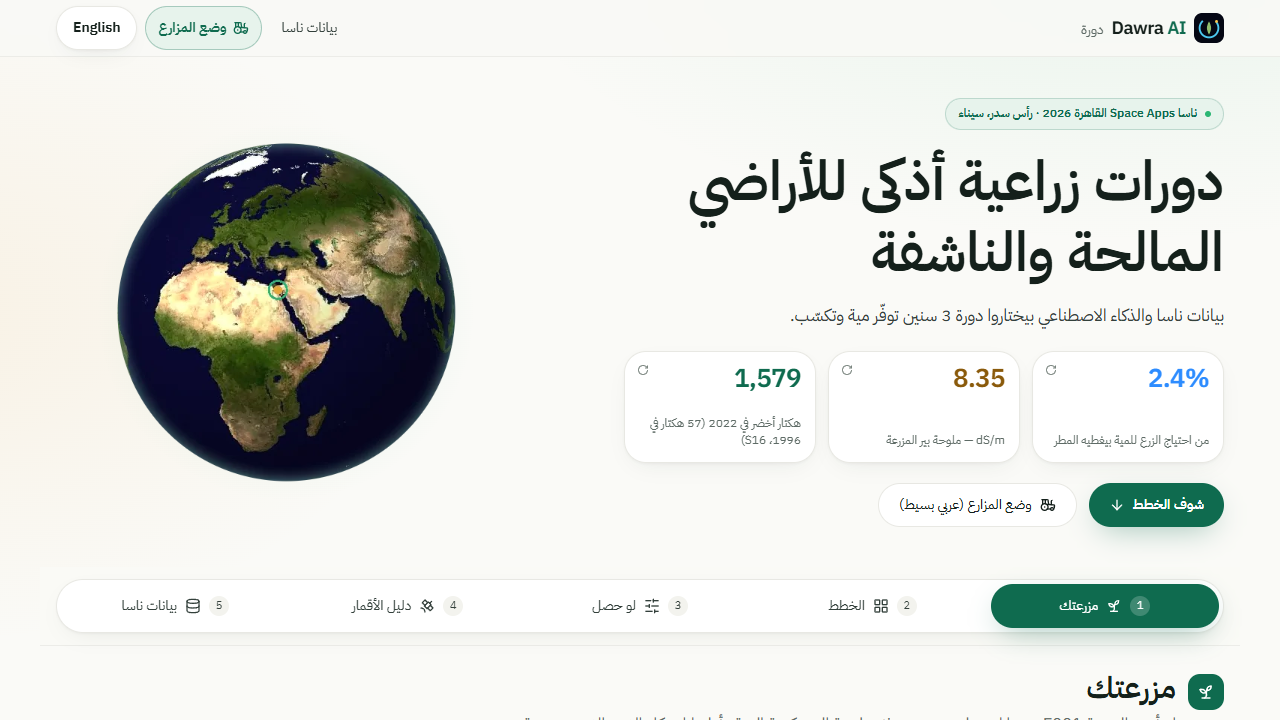 Dawra AI دورة
بيانات ناسا
وضع المزارع
English
ناسا Space Apps القاهرة 2026 · رأس سدر، سيناء
دورات زراعية أذكى للأراضي
المالحة والناشفة
بيانات ناسا والذكاء الاصطناعي بيختاروا دورة 3 سنين توفّر مية وتكسّب.
2.4%
من احتياج الزرع للمية بيغطيه المطر
8.35
dS/m — ملوحة بير المزرعة
1,579
هكتار أخضر في 2022 (57 هكتار في
1996، S16)
شوف الخطط
وضع المزارع (عربي بسيط)
1 مزرعتك
2 الخطط
3 لو حصل
4 دليل الأقمار
5 بيانات ناسا
مزرعتك